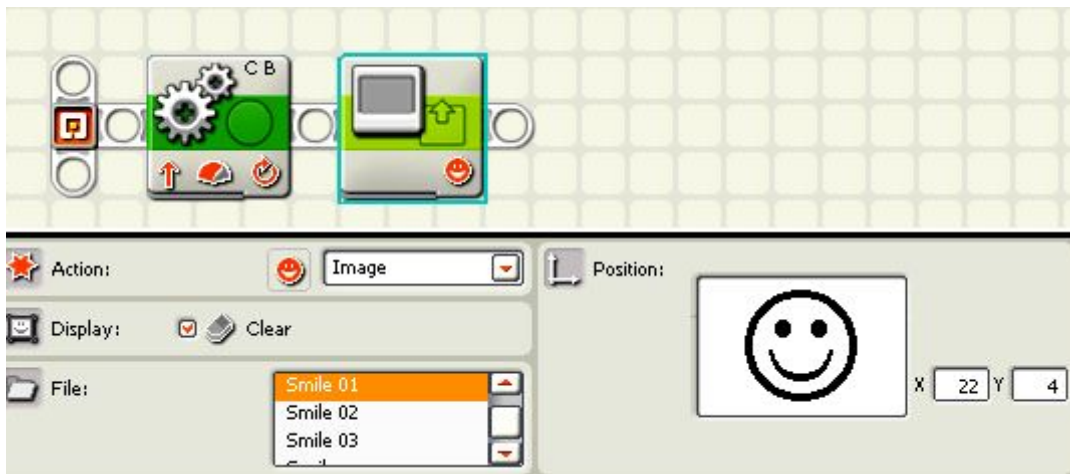 C B
Action:
Image
Position:
Display:
Clear
File:
Smile 01
Smile 02
Smile 03
X 22 Y 4